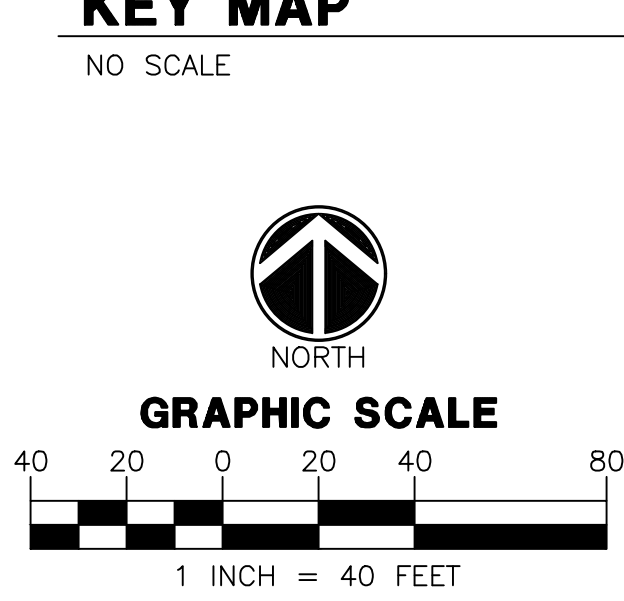 KEY MAP
NO SCALE
NORTH
GRAPHIC SCALE
40 20 0 20 40 80
1 INCH = 40 FEET